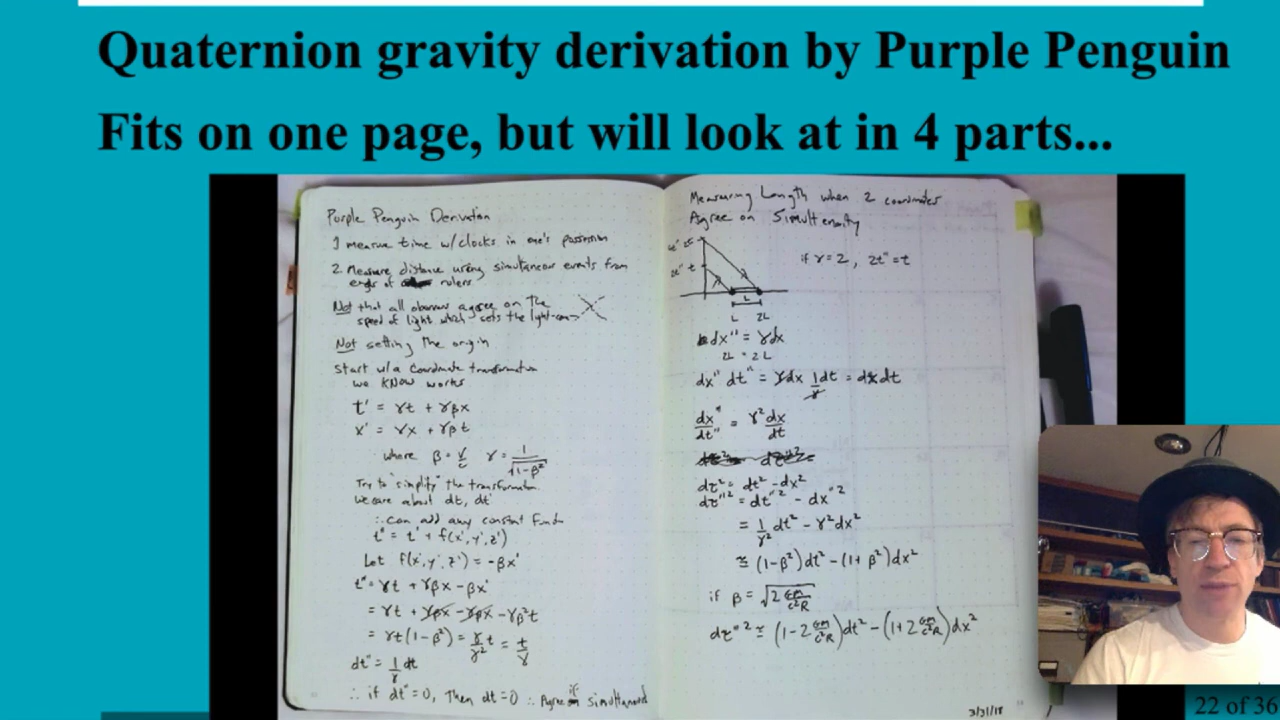 Quaternion gravity derivation by Purple Penguin
Fits on one page, but will look at in 4 parts...
Purple Penguin Derivation
1 measure time w/clocks in one's possession
2. Measure distance using simultaneous events from
ends of rulers
Not that all observers agree on the
speed of light which sets the light-cone
Not setting the origin
Start w/a Coordinate transformation
we KNOW works
t' = γt + γβx
x' = γx + γβt
where β = v/c γ = 1/√(1-β²)
Try to "simplify" the transformation
We care about dt, dt'
∴ Can add any constant
t" = t' + f(x', y', z')
Let f(x', y', z') = -βx'
t" = γt + γβx - βx'
= γt + γβx - γβx - γβ²t
= γt(1-β²) = γ/γ² t = t/γ
dt" = 1/γ dt
∴ if dt" = 0, Then dt = 0 ∴ Agree if simultaneous
Measuring Length when 2 coordinates
Agree on Simultaneity
if γ = 2, 2t" = t
2t" t
L
L 2L
dx" = γdx
2L = 2L
dx" dt" = γdx 1/γ dt = dx dt
dx"/dt" = γ² dx/dt
dτ² = dt² - dx²
dτ"² = dt"² - dx"²
= 1/γ² dt² - γ² dx²
≅ (1-β²)dt² - (1+β²)dx²
if β = √(2 Gm/c²R)
dτ"² ≅ (1-2 Gm/c²R)dt² - (1+2 Gm/c²R)dx²
3/31/18
22 of 36